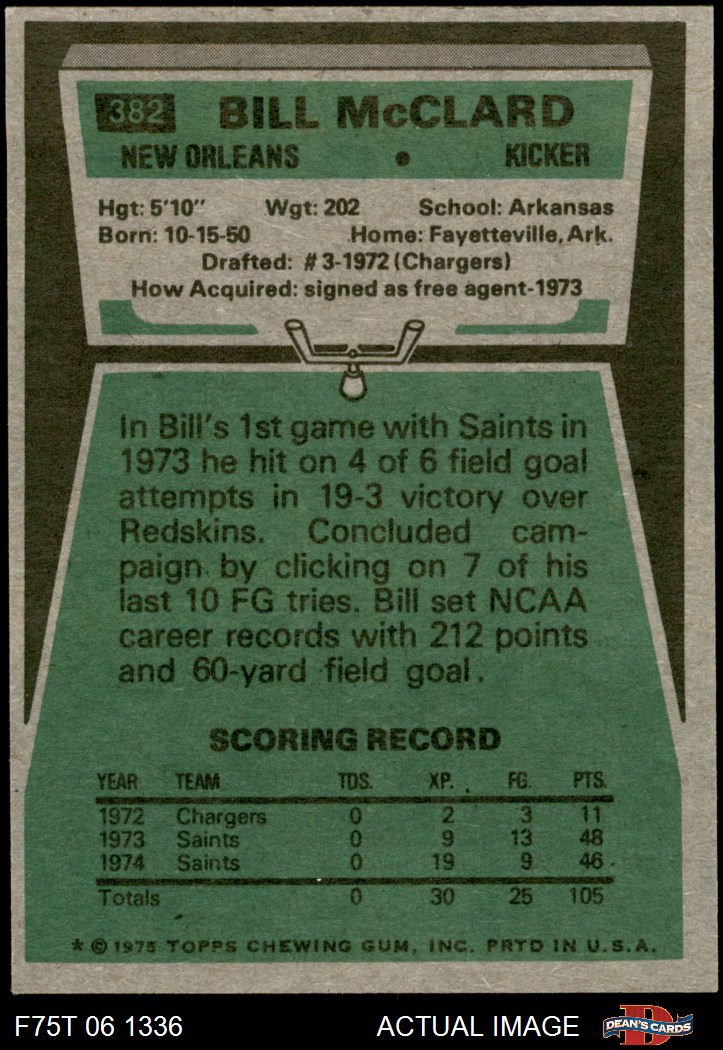 382 BILL McCLARD
NEW ORLEANS • KICKER
Hgt: 5'10" Wgt: 202 School: Arkansas
Born: 10-15-50 Home: Fayetteville, Ark.
Drafted: #3-1972 (Chargers)
How Acquired: signed as free agent-1973
In Bill's 1st game with Saints in
1973 he hit on 4 of 6 field goal
attempts in 19-3 victory over
Redskins. Concluded cam-
paign by clicking on 7 of his
last 10 FG tries. Bill set NCAA
career records with 212 points
and 60-yard field goal.
SCORING RECORD
YEAR TEAM TDS. XP. FG. PTS.
1972 Chargers 0 2 3 11
1973 Saints 0 9 13 48
1974 Saints 0 19 9 46
Totals 0 30 25 105
* © 1975 TOPPS CHEWING GUM, INC. PRTD IN U.S.A.
F75T 06 1336 ACTUAL IMAGE DEAN'S CARDS